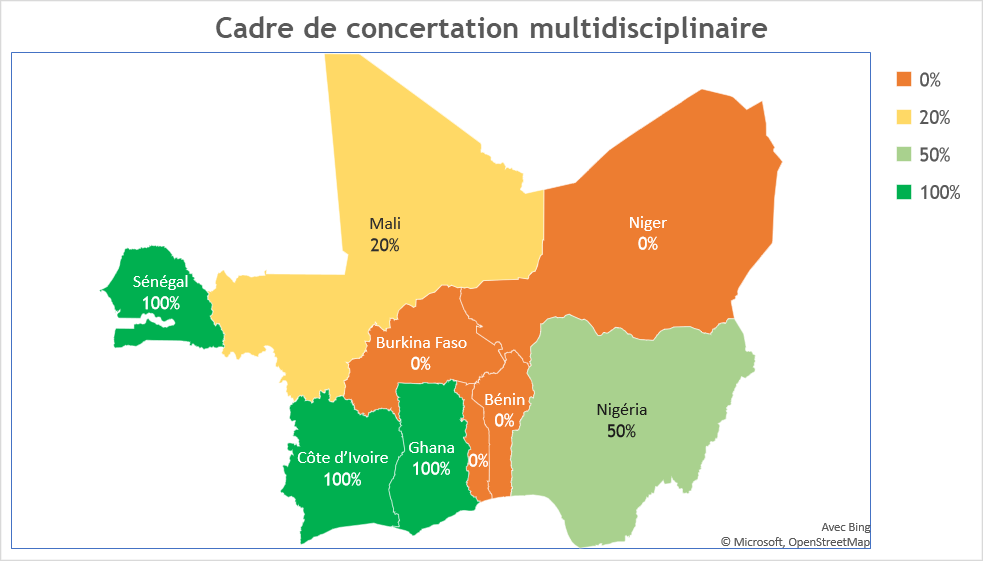 Cadre de concertation multidisciplinaire
0%
20%
50%
100%
Mali
20%
Niger
0%
Sénégal
100%
Burkina Faso
0%
Bénin
0%
Nigéria
50%
Côte d'Ivoire
100%
Ghana
100%
0%
Avec Bing
© Microsoft, OpenStreetMap